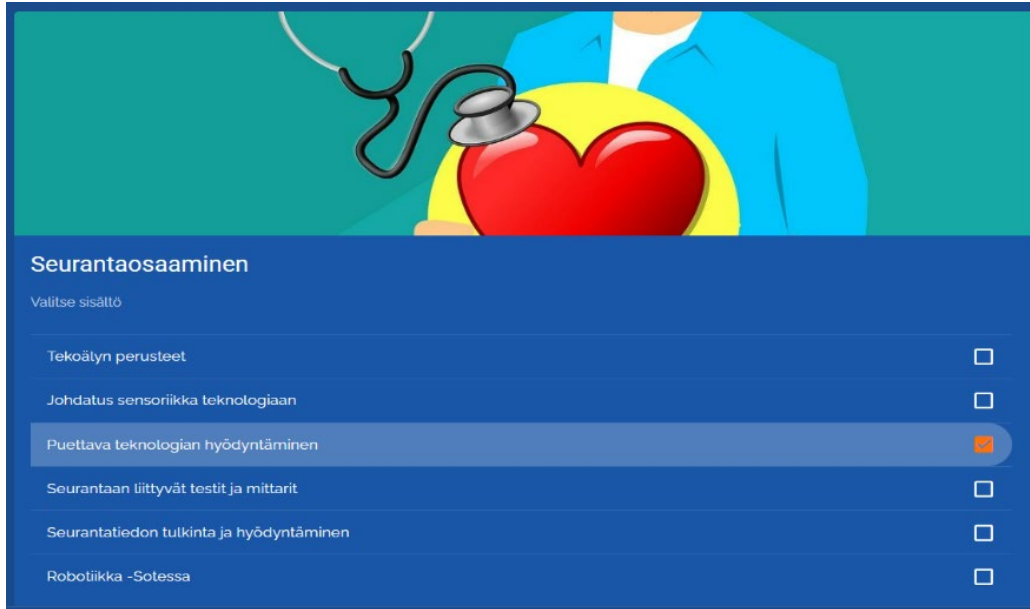 Seurantaosaaminen
Valitse sisältö
Tekoälyn perusteet
Johdatus sensoriikka teknologiaan
Puettava teknologian hyödyntäminen
Seurantaan liittyvät testit ja mittarit
Seurantatiedon tulkinta ja hyödyntäminen
Robotiikka -Sotessa